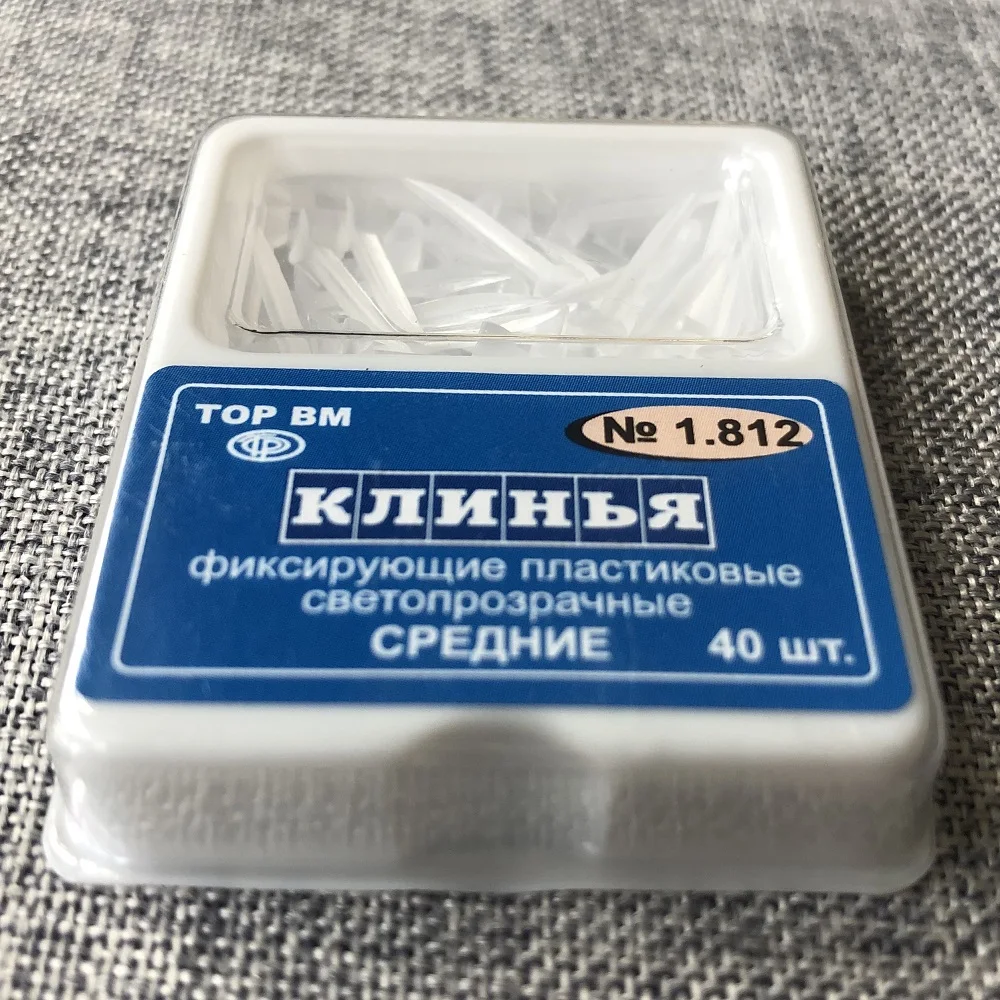 ТОР ВМ
№ 1.812
КЛИНЬЯ
фиксирующие пластиковые
светопрозрачные
СРЕДНИЕ 40 шт.